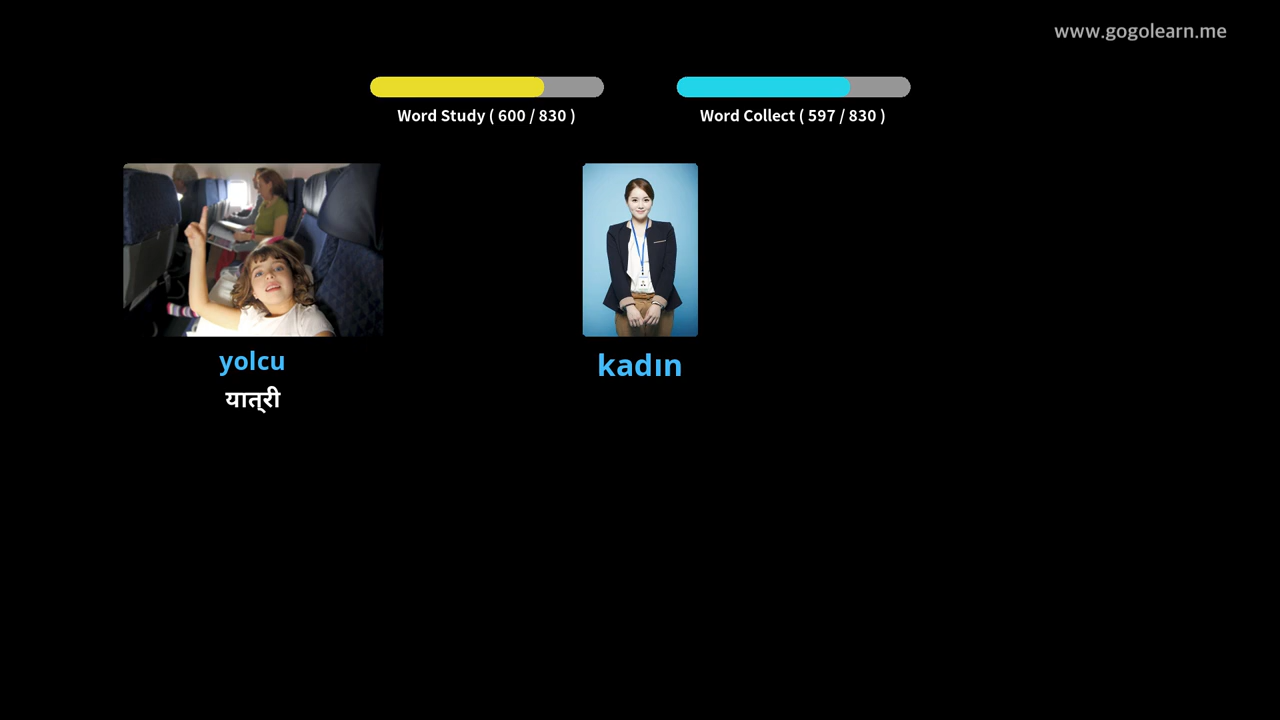 www.gogolearn.me
Word Study ( 600 / 830 )
Word Collect ( 597 / 830 )
yolcu
यात्री
kadın